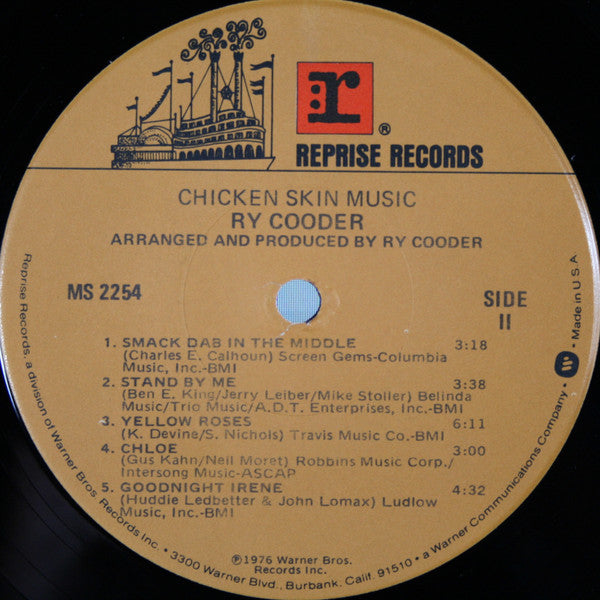 r
®
REPRISE RECORDS
CHICKEN SKIN MUSIC
RY COODER
ARRANGED AND PRODUCED BY RY COODER
MS 2254
SIDE
II
1. SMACK DAB IN THE MIDDLE 3:18
(Charles E. Calhoun) Screen Gems-Columbia
Music, Inc.-BMI
2. STAND BY ME 3:38
(Ben E. King/Jerry Leiber/Mike Stoller) Belinda
Music/Trio Music/A.D.T. Enterprises, Inc.-BMI
3. YELLOW ROSES 6:11
(K. Devine/S. Nichols) Travis Music Co.-BMI
4. CHLOE 3:00
(Gus Kahn/Neil Moret) Robbins Music Corp./
Intersong Music-ASCAP
5. GOODNIGHT IRENE 4:32
(Huddie Ledbetter & John Lomax) Ludlow
Music, Inc.-BMI
℗1976 Warner Bros.
Records Inc.
Reprise Records, a division of Warner Bros. Records Inc. • 3300 Warner Blvd., Burbank, Calif. 91510 • a Warner Communications Company • W • Made in U.S.A.